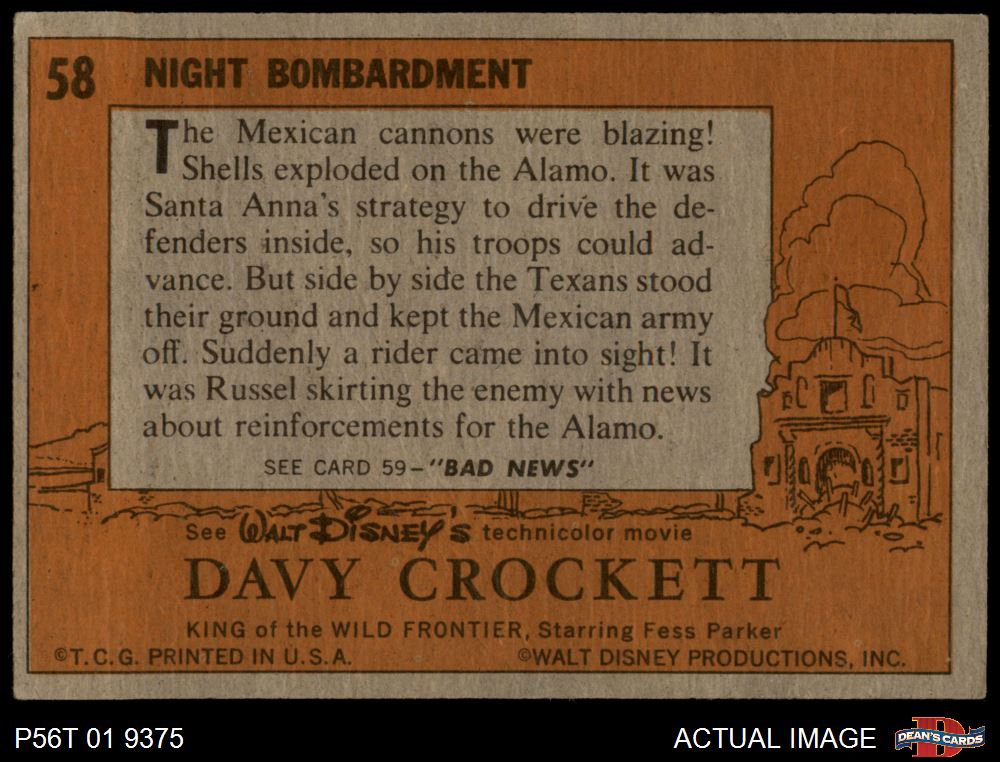 58 NIGHT BOMBARDMENT
The Mexican cannons were blazing!
Shells exploded on the Alamo. It was
Santa Anna's strategy to drive the de-
fenders inside, so his troops could ad-
vance. But side by side the Texans stood
their ground and kept the Mexican army
off. Suddenly a rider came into sight! It
was Russel skirting the enemy with news
about reinforcements for the Alamo.
SEE CARD 59-"BAD NEWS"
See WALT DISNEY'S technicolor movie
DAVY CROCKETT
KING of the WILD FRONTIER, Starring Fess Parker
©T.C.G. PRINTED IN U.S.A. ©WALT DISNEY PRODUCTIONS, INC.
P56T 01 9375 ACTUAL IMAGE DEAN'S CARDS